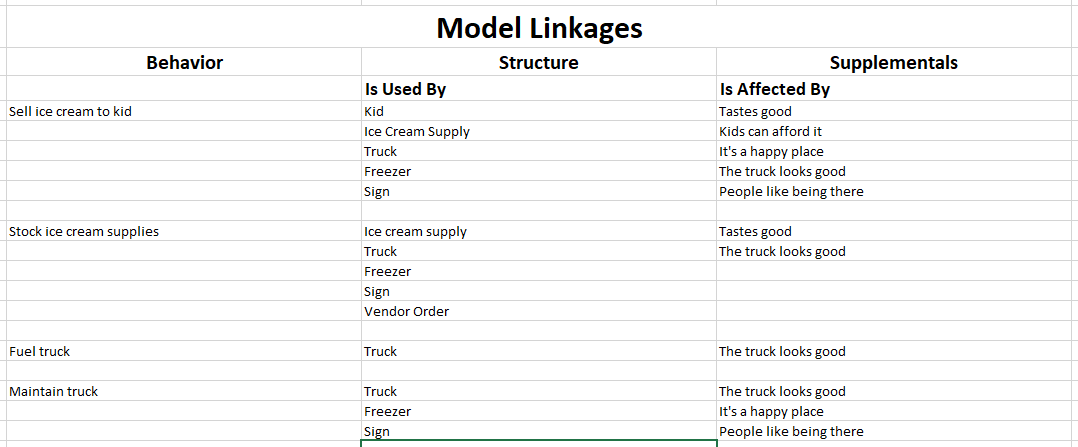 Model Linkages
Behavior Structure Supplementals
Is Used By Is Affected By
Sell ice cream to kid Kid Tastes good
Ice Cream Supply Kids can afford it
Truck It's a happy place
Freezer The truck looks good
Sign People like being there
Stock ice cream supplies Ice cream supply Tastes good
Truck The truck looks good
Freezer
Sign
Vendor Order
Fuel truck Truck The truck looks good
Maintain truck Truck The truck looks good
Freezer It's a happy place
Sign People like being there